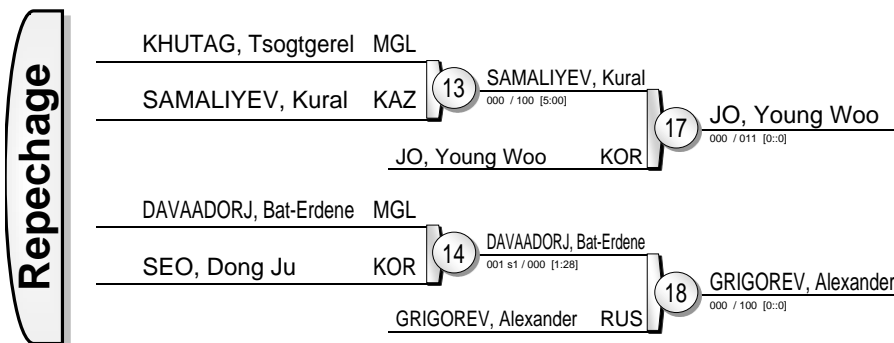 Repechage
KHUTAG, Tsogtgerel MGL
SAMALIYEV, Kural KAZ
13
SAMALIYEV, Kural
000 / 100 [5:00]
JO, Young Woo KOR
17
JO, Young Woo
000 / 011 [0::0]
DAVAADORJ, Bat-Erdene MGL
SEO, Dong Ju KOR
14
DAVAADORJ, Bat-Erdene
001 s1 / 000 [1:28]
GRIGOREV, Alexander RUS
18
GRIGOREV, Alexander
000 / 100 [0::0]